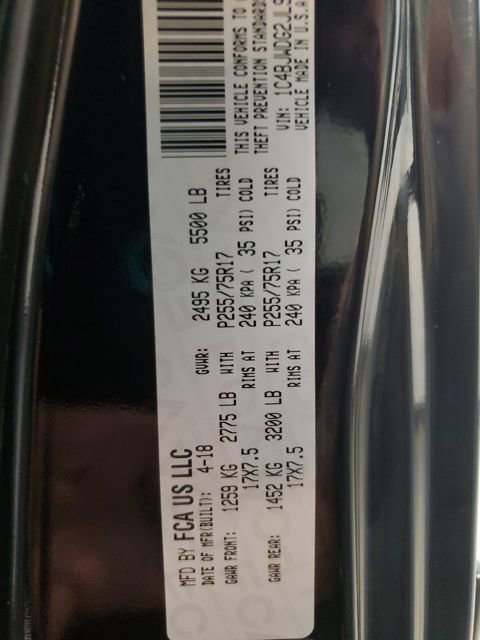 MFD BY FCA US LLC
DATE OF MFR(BUILT): 4-18 GVWR: 2495 KG 5500 LB
GAWR FRONT: 1259 KG 2775 LB WITH P255/75R17 TIRES
17X7.5 RIMS AT 240 KPA ( 35 PSI) COLD
GAWR REAR: 1452 KG 3200 LB WITH P255/75R17 TIRES
17X7.5 RIMS AT 240 KPA ( 35 PSI) COLD
THIS VEHICLE CONFORMS TO
THEFT PREVENTION STANDARD
VIN: 1C4BJWDG2JL9
VEHICLE MADE IN U.S.A